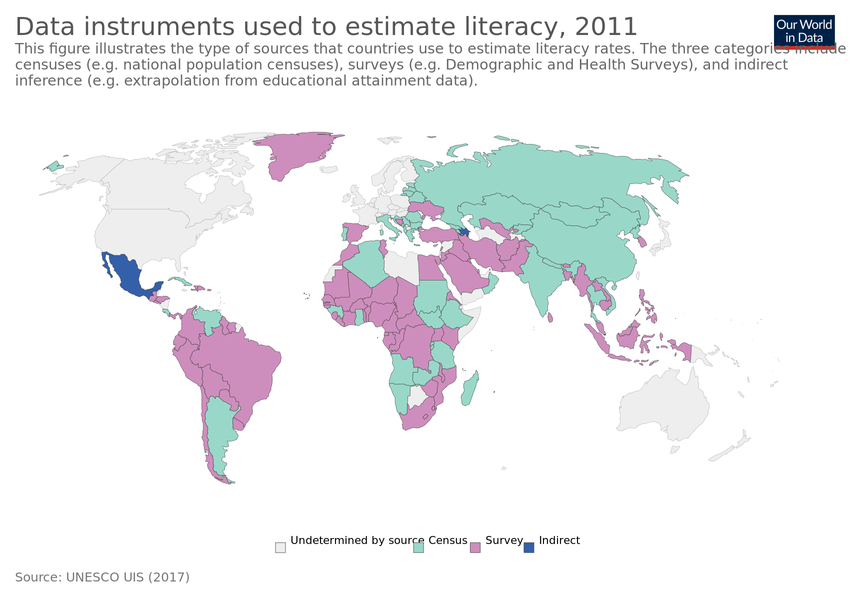 Data instruments used to estimate literacy, 2011
Our World
in Data
This figure illustrates the type of sources that countries use to estimate literacy rates. The three categories include
censuses (e.g. national population censuses), surveys (e.g. Demographic and Health Surveys), and indirect
inference (e.g. extrapolation from educational attainment data).
Undetermined by source Census Survey Indirect
Source: UNESCO UIS (2017)